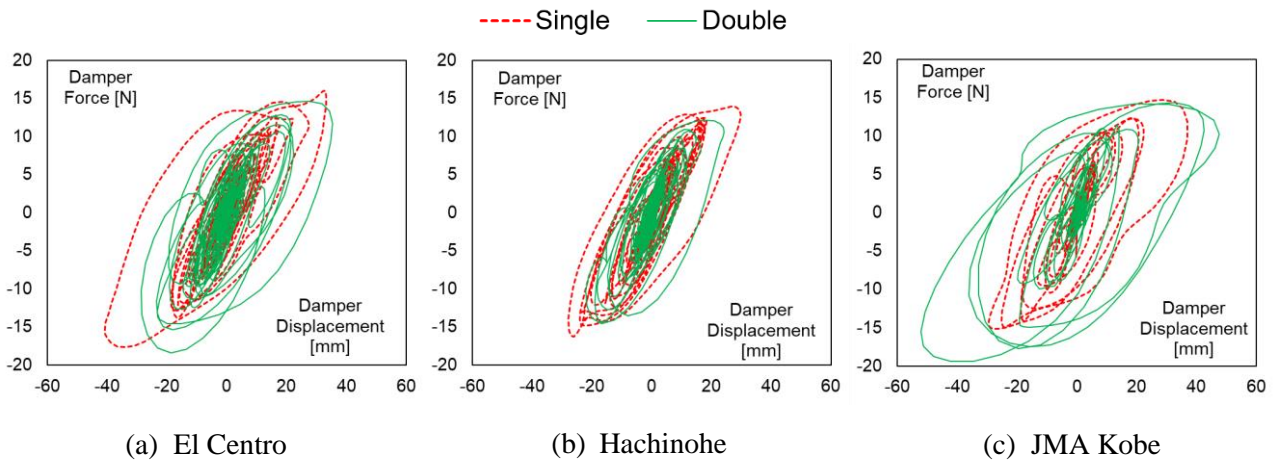 Single Double
20
15
10
5
0
-5
-10
-15
-20
Damper
Force [N]
Damper
Displacement
[mm]
-60 -40 -20 0 20 40 60
(a) El Centro
20
15
10
5
0
-5
-10
-15
-20
Damper
Force [N]
Damper
Displacement
[mm]
-60 -40 -20 0 20 40 60
(b) Hachinohe
20
15
10
5
0
-5
-10
-15
-20
Damper
Force [N]
Damper
Displacement
[mm]
-60 -40 -20 0 20 40 60
(c) JMA Kobe